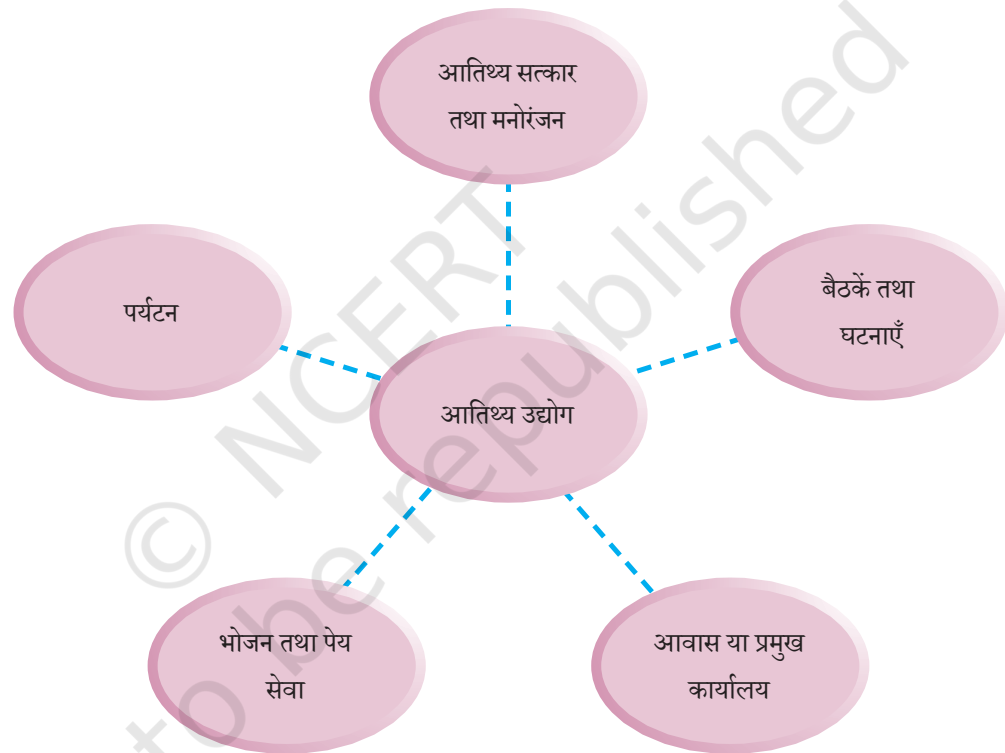 आतिथ्य सत्कार
तथा मनोरंजन
पर्यटन
बैठकें तथा
घटनाएँ
आतिथ्य उद्योग
भोजन तथा पेय
सेवा
आवास या प्रमुख
कार्यालय
© NCERT
to be republished